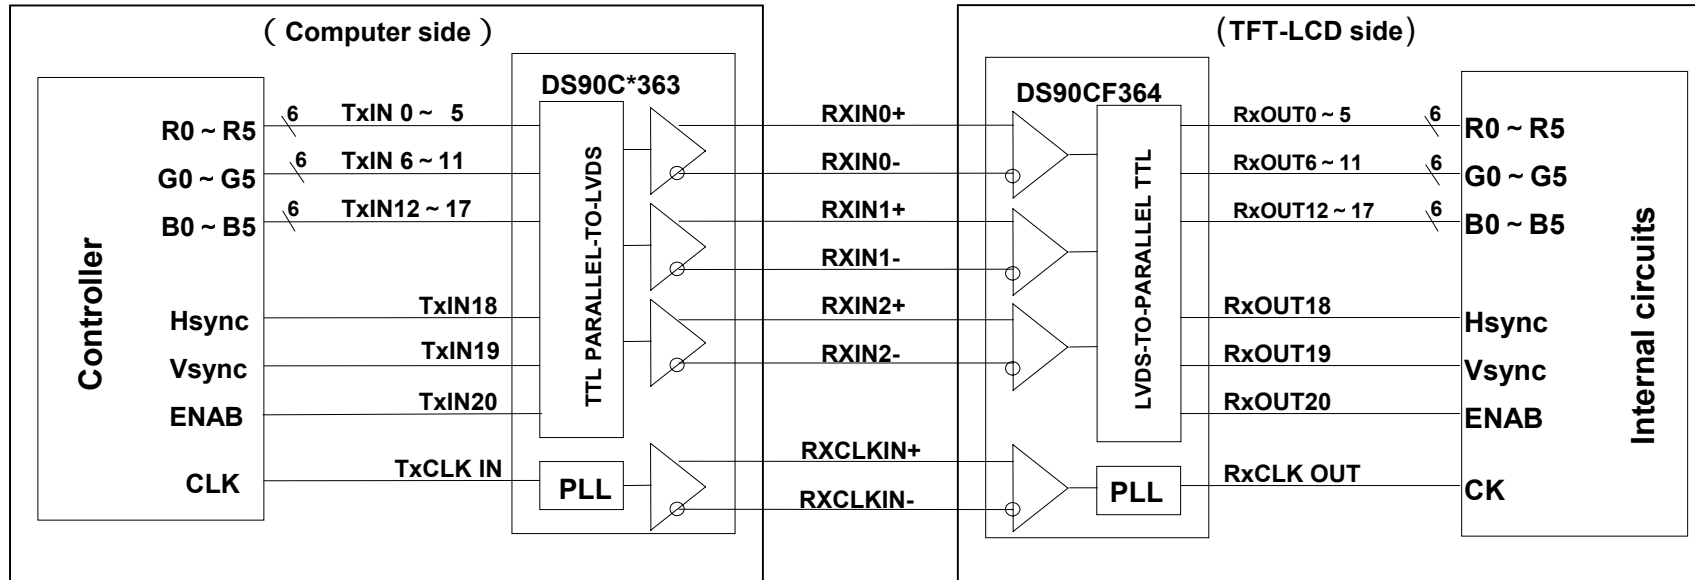 ( Computer side )
DS90C*363
Controller
R0 ~ R5
6
TxIN 0 ~ 5
G0 ~ G5
6
TxIN 6 ~ 11
B0 ~ B5
6
TxIN12 ~ 17
Hsync
TxIN18
Vsync
TxIN19
ENAB
TxIN20
CLK
TxCLK IN
TTL PARALLEL-TO-LVDS
PLL
RXIN0+
RXIN0-
RXIN1+
RXIN1-
RXIN2+
RXIN2-
RXCLKIN+
RXCLKIN-
(TFT-LCD side)
DS90CF364
LVDS-TO-PARALLEL TTL
PLL
RxOUT0 ~ 5
6
R0 ~ R5
RxOUT6 ~ 11
6
G0 ~ G5
RxOUT12 ~ 17
6
B0 ~ B5
RxOUT18
Hsync
RxOUT19
Vsync
RxOUT20
ENAB
RxCLK OUT
CK
Internal circuits